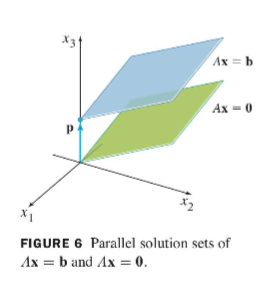 x₃
Ax = b
Ax = 0
p
x₁
x₂
FIGURE 6 Parallel solution sets of
Ax = b and Ax = 0.